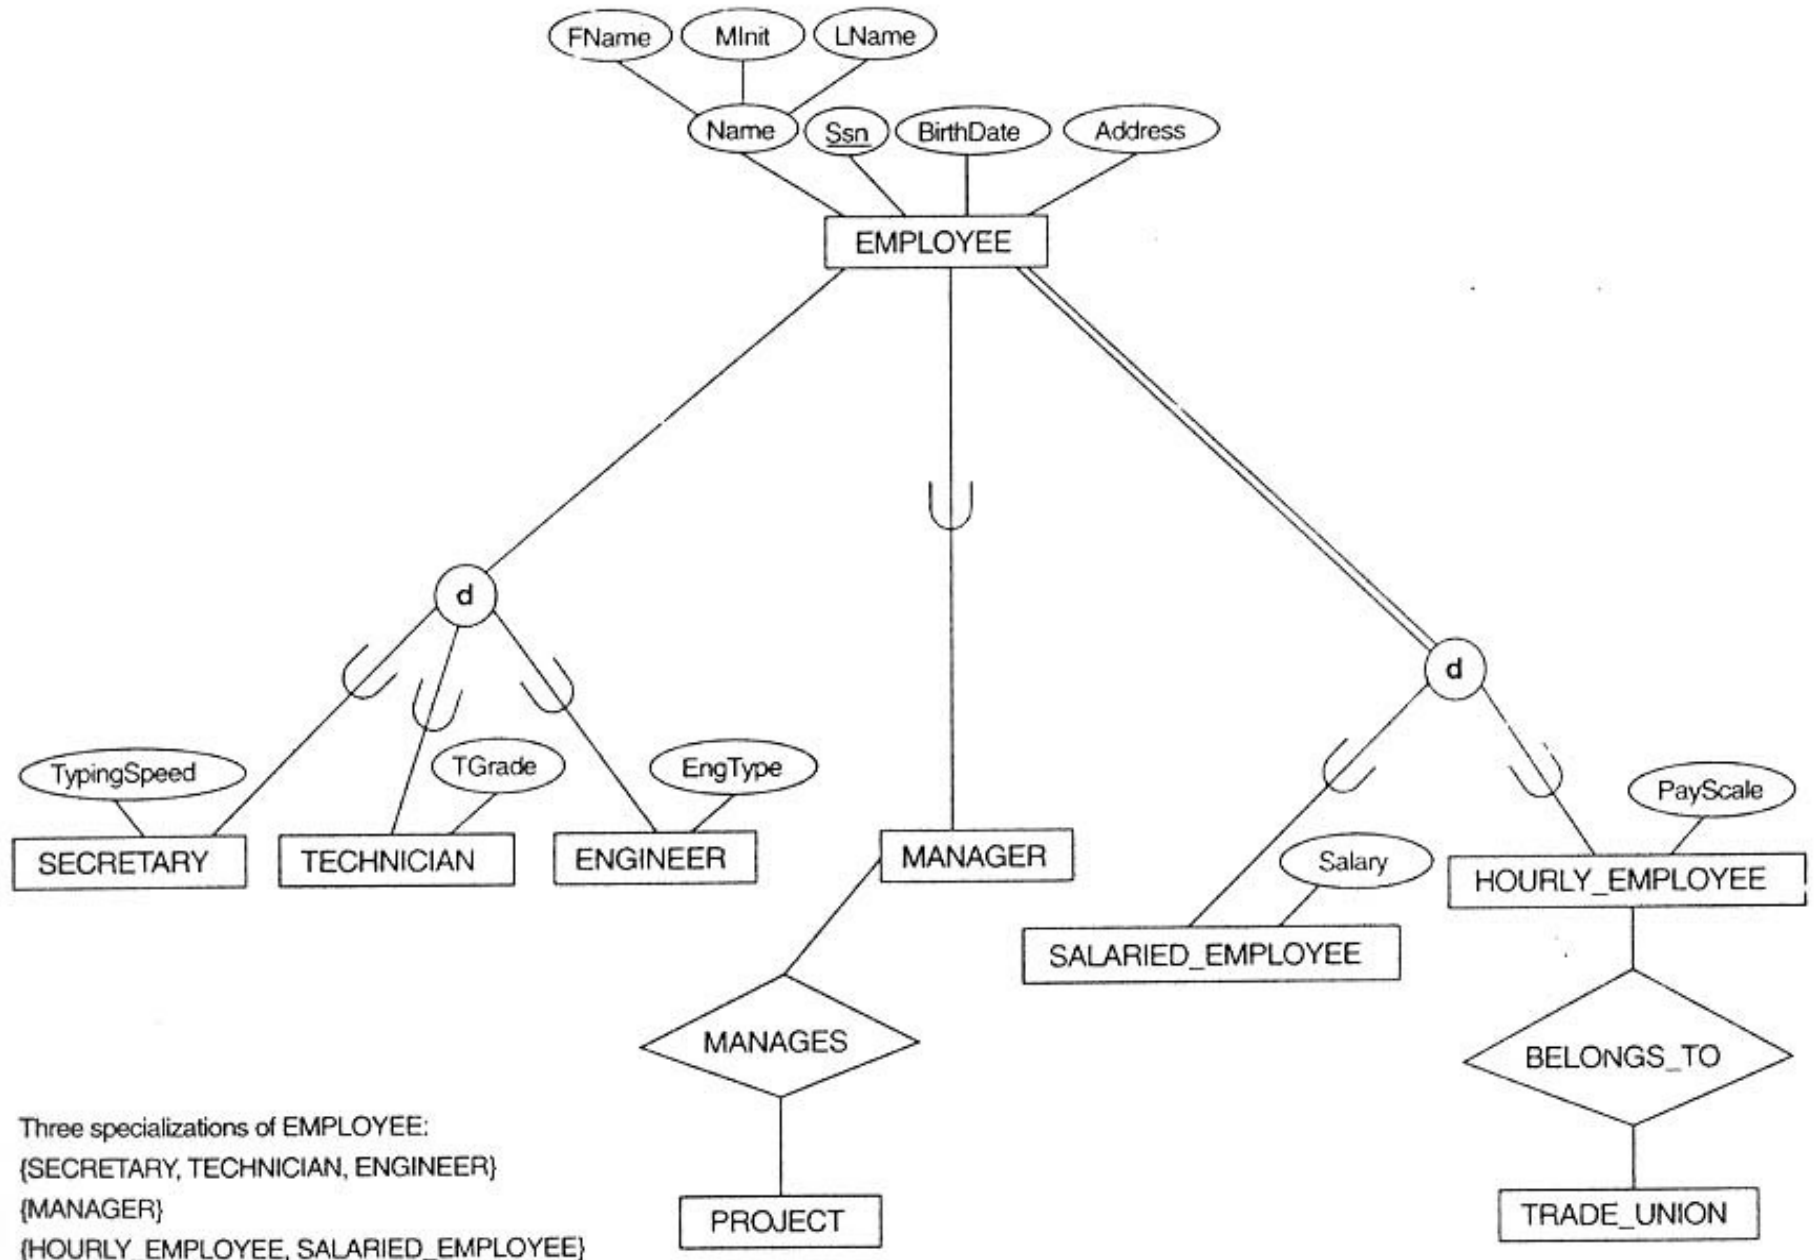 FName MInit LName
Name Ssn BirthDate Address
EMPLOYEE
d
d
TypingSpeed TGrade EngType PayScale
SECRETARY TECHNICIAN ENGINEER MANAGER Salary HOURLY_EMPLOYEE
SALARIED_EMPLOYEE
MANAGES BELONGS_TO
Three specializations of EMPLOYEE:
{SECRETARY, TECHNICIAN, ENGINEER}
{MANAGER}
{HOURLY_EMPLOYEE, SALARIED_EMPLOYEE}
PROJECT TRADE_UNION